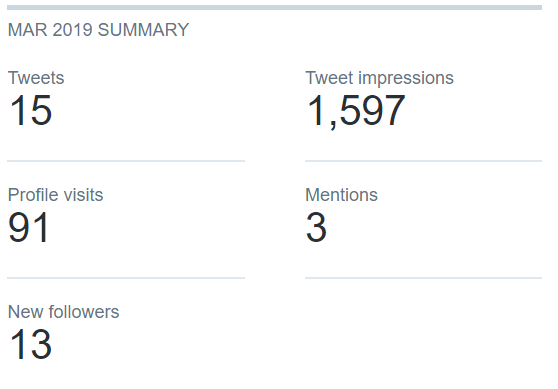 MAR 2019 SUMMARY
Tweets
15
Tweet impressions
1,597
Profile visits
91
Mentions
3
New followers
13